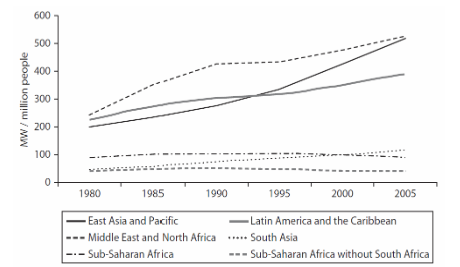 600
500
400
300
200
100
0
MW / million people
1980 1985 1990 1995 2000 2005
East Asia and Pacific Latin America and the Caribbean
Middle East and North Africa South Asia
Sub-Saharan Africa Sub-Saharan Africa without South Africa